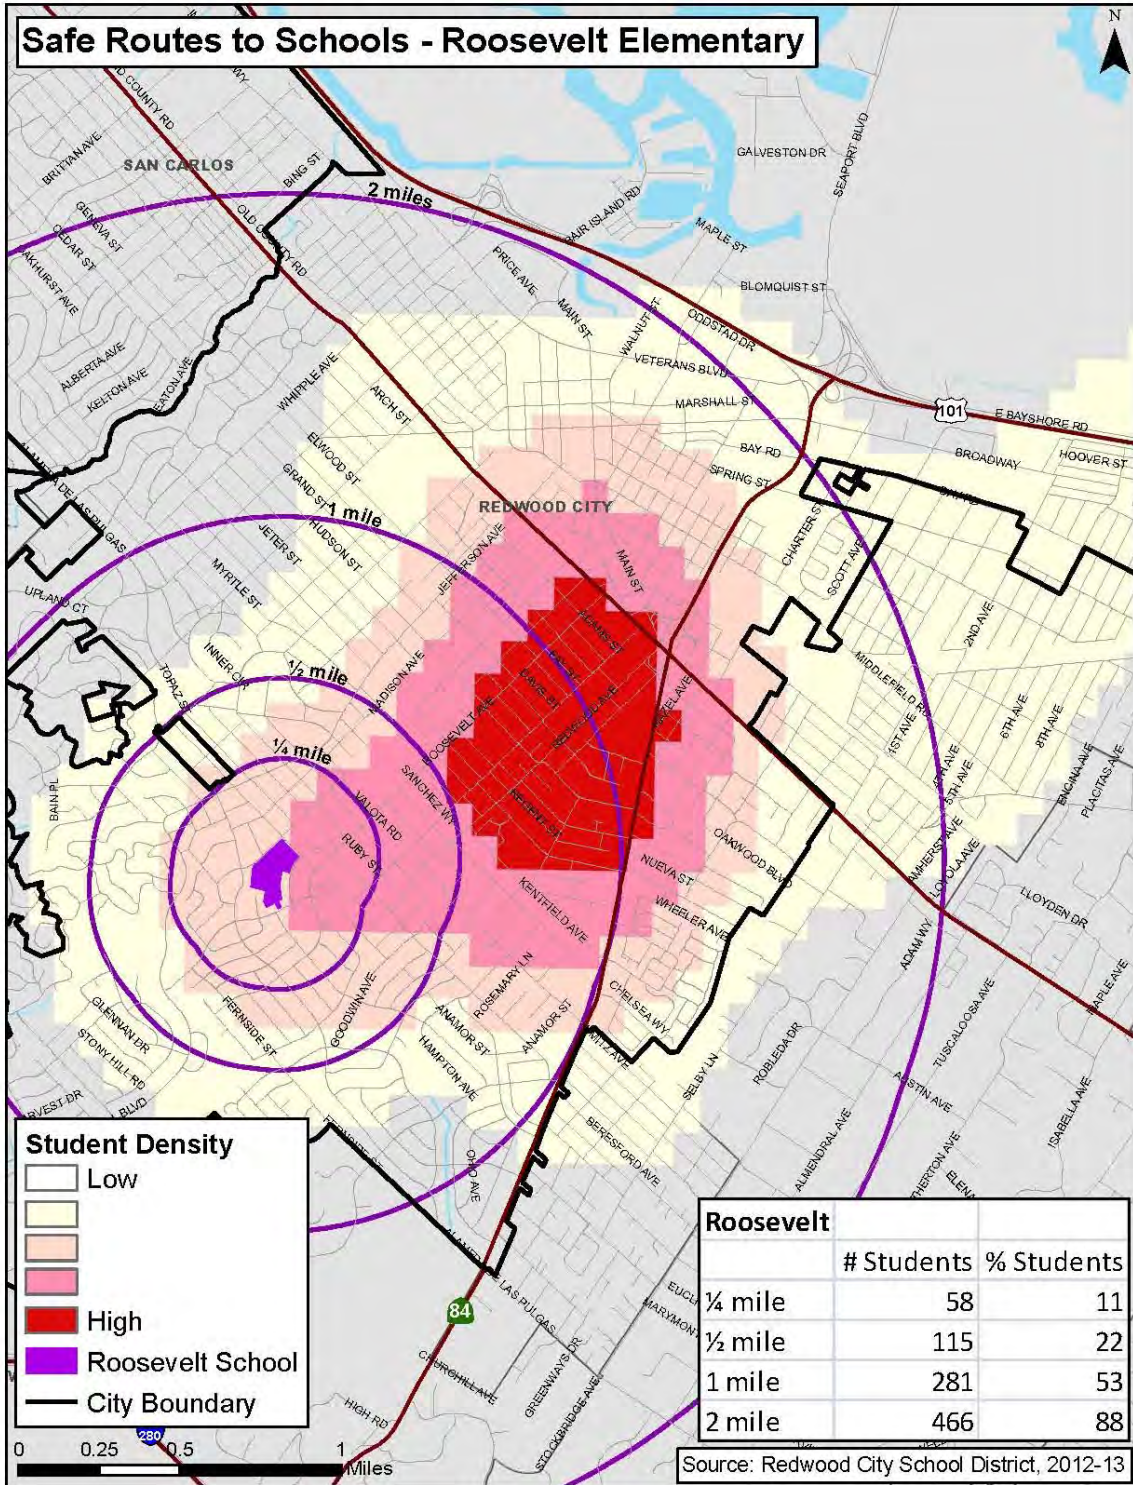 Safe Routes to Schools - Roosevelt Elementary
N
SAN CARLOS
REDWOOD CITY
2 miles
1 mile
½ mile
¼ mile
BRITTAN AVE
BING ST
GENEVA ST
CEDAR ST
OAKHURST AVE
OLD COUNTY RD
ALBERTA AVE
KELTON AVE
EATON AVE
WHIPPLE AVE
ARCH ST
GALVESTON DR
SEAPORT BLVD
BAIR ISLAND RD
MAPLE ST
PRICE AVE
MAIN ST
WALNUT ST
BLOMQUIST ST
ODDSTAD DR
VETERANS BLVD
MARSHALL ST
101
E BAYSHORE RD
BAY RD
BROADWAY
HOOVER ST
SPRING ST
CHARTER ST
SCOTT AVE
ELWOOD ST
GRAND ST
HUDSON ST
JETER ST
MYRTLE ST
JEFFERSON AVE
MAIN ST
UPLAND CT
INNER CIR
TOPAZ ST
MADISON AVE
ADAMS ST
DAVIS ST
ROOSEVELT AVE
REDWOOD AVE
2ND AVE
MIDDLEFIELD RD
1ST AVE
6TH AVE
8TH AVE
4TH AVE
5TH AVE
ENCINA AVE
PLACITAS AVE
BAIN PL
VALOTA RD
SANCHEZ WY
RUBY ST
REGENT ST
NUEVA ST
OAKWOOD BLVD
AMHERST AVE
LOYOLA AVE
LLOYDEN DR
KENTFIELD AVE
WHEELER AVE
ADAM WY
GLENNAN DR
STONY HILL RD
FERNSIDE ST
GOODWIN AVE
ROSEMARY LN
ANAMOR ST
ANAMOR ST
HAMPTON AVE
CHELSEA WY
SELBY LN
ROBLEDA DR
TUSCALOOSA AVE
MAPLE AVE
AUSTIN AVE
ISABELLA AVE
BERESFORD AVE
ALMENDRAL AVE
OHIO AVE
84
CHURCHILL AVE
HIGH RD
GREENWAYS DR
STOCKBRIDGE AVE
Student Density
Low
High
Roosevelt School
City Boundary
280
0 0.25 0.5 1
Miles
Roosevelt
# Students % Students
¼ mile 58 11
½ mile 115 22
1 mile 281 53
2 mile 466 88
Source: Redwood City School District, 2012-13